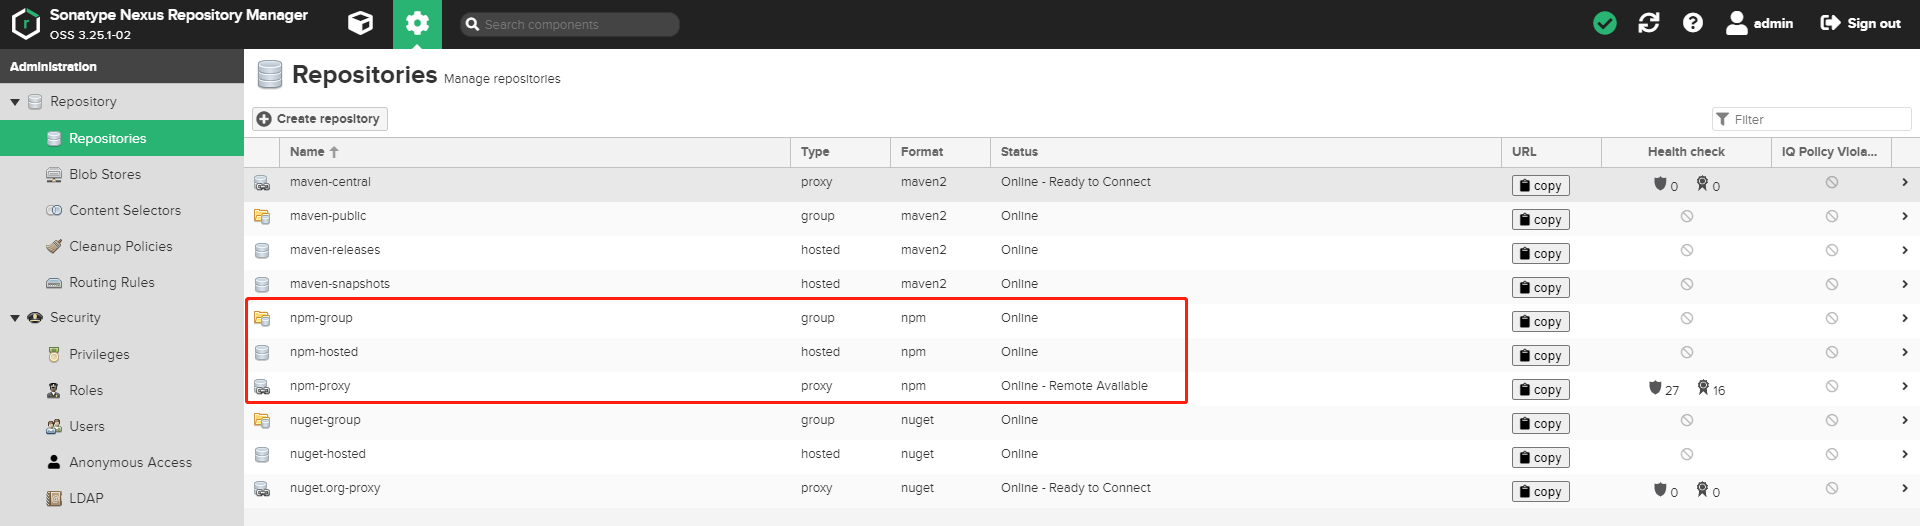 Sonatype Nexus Repository Manager
OSS 3.25.1-02
Search components
admin
Sign out
Administration
Repository
Repositories
Blob Stores
Content Selectors
Cleanup Policies
Routing Rules
Security
Privileges
Roles
Users
Anonymous Access
LDAP
Repositories Manage repositories
Create repository
Filter
Name Type Format Status URL Health check IQ Policy Viola...
maven-central proxy maven2 Online - Ready to Connect copy 0 0
maven-public group maven2 Online copy
maven-releases hosted maven2 Online copy
maven-snapshots hosted maven2 Online copy
npm-group group npm Online copy
npm-hosted hosted npm Online copy
npm-proxy proxy npm Online - Remote Available copy 27 16
nuget-group group nuget Online copy
nuget-hosted hosted nuget Online copy
nuget.org-proxy proxy nuget Online - Ready to Connect copy 0 0